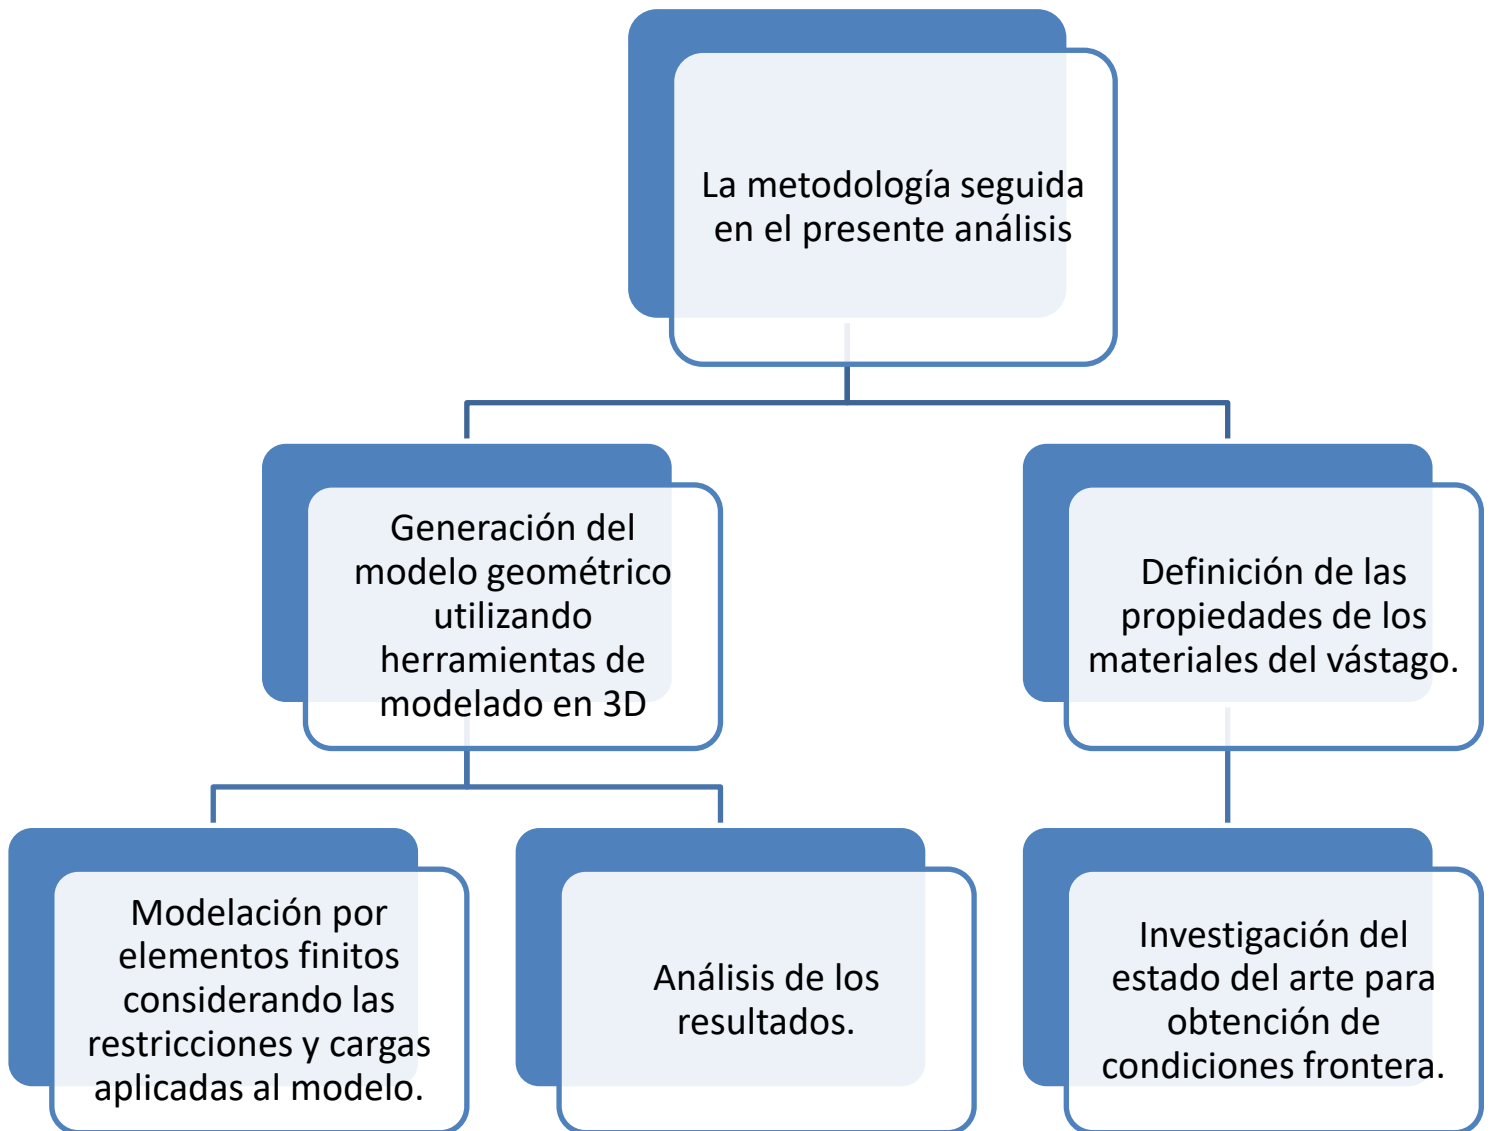 La metodología seguida
en el presente análisis
Generación del
modelo geométrico
utilizando
herramientas de
modelado en 3D
Definición de las
propiedades de los
materiales del vástago.
Modelación por
elementos finitos
considerando las
restricciones y cargas
aplicadas al modelo.
Análisis de los
resultados.
Investigación del
estado del arte para
obtención de
condiciones frontera.